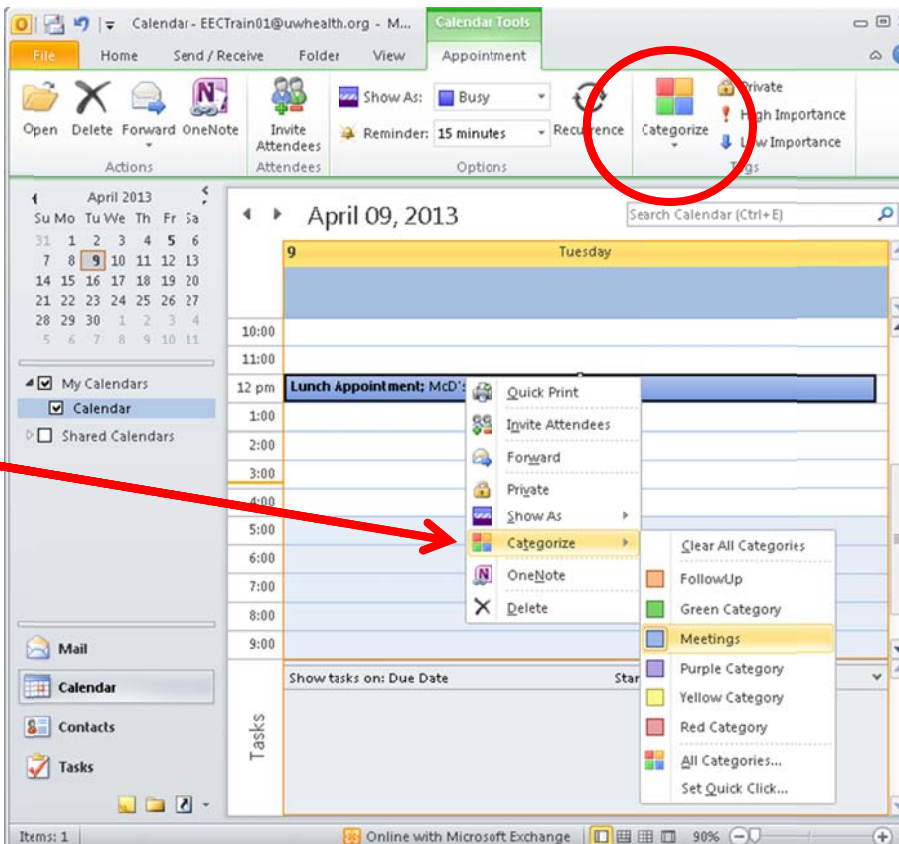 Calendar - EECTrain01@uwhealth.org - M...
Calendar Tools
File Home Send / Receive Folder View Appointment
Open Delete Forward OneNote
Actions
Invite Attendees
Attendees
Show As: Busy
Reminder: 15 minutes
Recurrence
Options
Categorize
Private
High Importance
Low Importance
Tags
April 2013
Su Mo Tu We Th Fr Sa
31 1 2 3 4 5 6
7 8 9 10 11 12 13
14 15 16 17 18 19 20
21 22 23 24 25 26 27
28 29 30 1 2 3 4
5 6 7 8 9 10 11
My Calendars
Calendar
Shared Calendars
Mail
Calendar
Contacts
Tasks
April 09, 2013
Search Calendar (Ctrl+E)
9 Tuesday
10:00
11:00
12 pm Lunch Appointment; McD'
1:00
2:00
3:00
4:00
5:00
6:00
7:00
8:00
9:00
Quick Print
Invite Attendees
Forward
Private
Show As
Categorize
OneNote
Delete
Clear All Categories
FollowUp
Green Category
Meetings
Purple Category
Yellow Category
Red Category
All Categories...
Set Quick Click...
Show tasks on: Due Date Star
Tasks
Items: 1
Online with Microsoft Exchange
90%